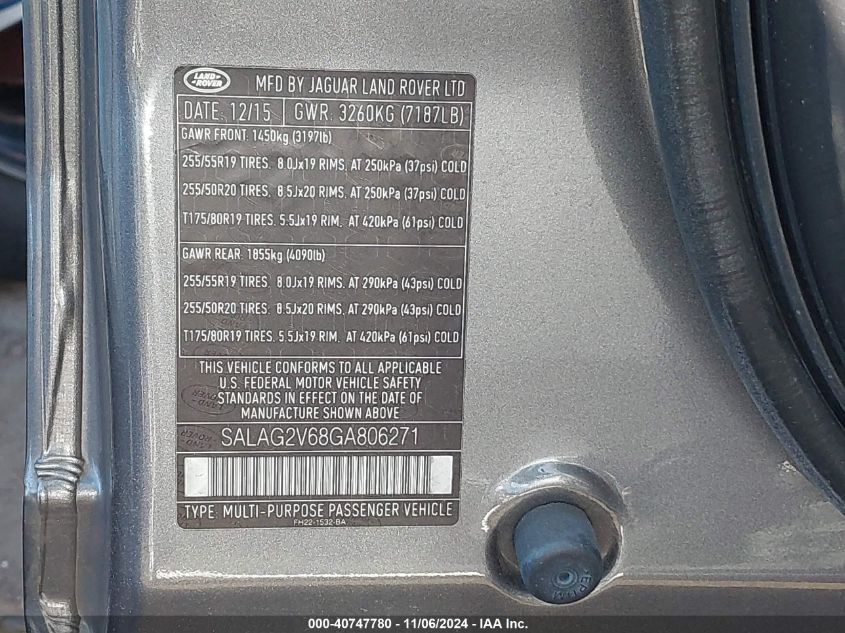 LAND ROVER
MFD BY JAGUAR LAND ROVER LTD
DATE. 12/15 GWR. 3260KG (7187LB)
GAWR FRONT. 1450kg (3197lb)
255/55R19 TIRES. 8.0Jx19 RIMS. AT 250kPa (37psi) COLD
255/50R20 TIRES. 8.5Jx20 RIMS. AT 250kPa (37psi) COLD
T175/80R19 TIRES. 5.5Jx19 RIM. AT 420kPa (61psi) COLD
GAWR REAR. 1855kg (4090lb)
255/55R19 TIRES. 8.0Jx19 RIMS. AT 290kPa (43psi) COLD
255/50R20 TIRES. 8.5Jx20 RIMS. AT 290kPa (43psi) COLD
T175/80R19 TIRES. 5.5Jx19 RIMS. AT 420kPa (61psi) COLD
THIS VEHICLE CONFORMS TO ALL APPLICABLE
U.S. FEDERAL MOTOR VEHICLE SAFETY
STANDARDS IN EFFECT ON THE DATE OF
MANUFACTURE SHOWN ABOVE
SALAG2V68GA806271
TYPE: MULTI-PURPOSE PASSENGER VEHICLE
FH22-1532-BA
000-40747780 - 11/06/2024 - IAA Inc.